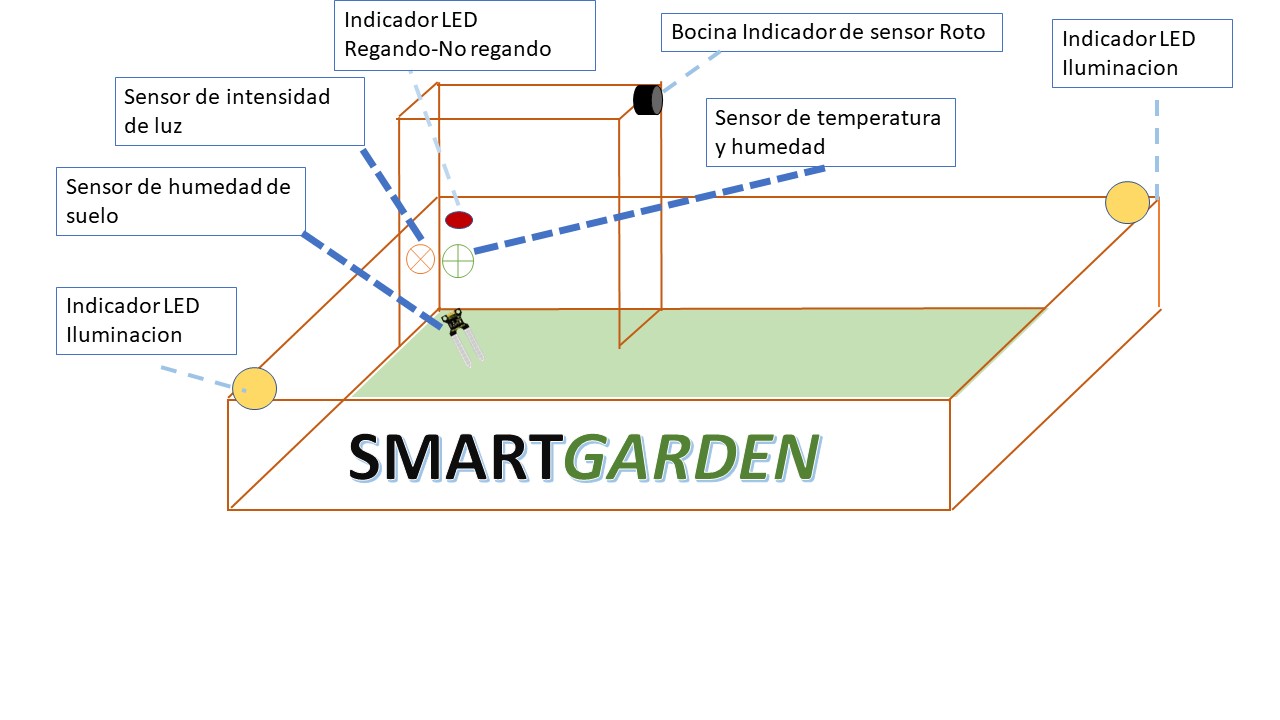 Indicador LED
Regando-No regando
Bocina Indicador de sensor Roto
Indicador LED
Iluminacion
Sensor de intensidad
de luz
Sensor de temperatura
y humedad
Sensor de humedad de
suelo
Indicador LED
Iluminacion
SMARTGARDEN